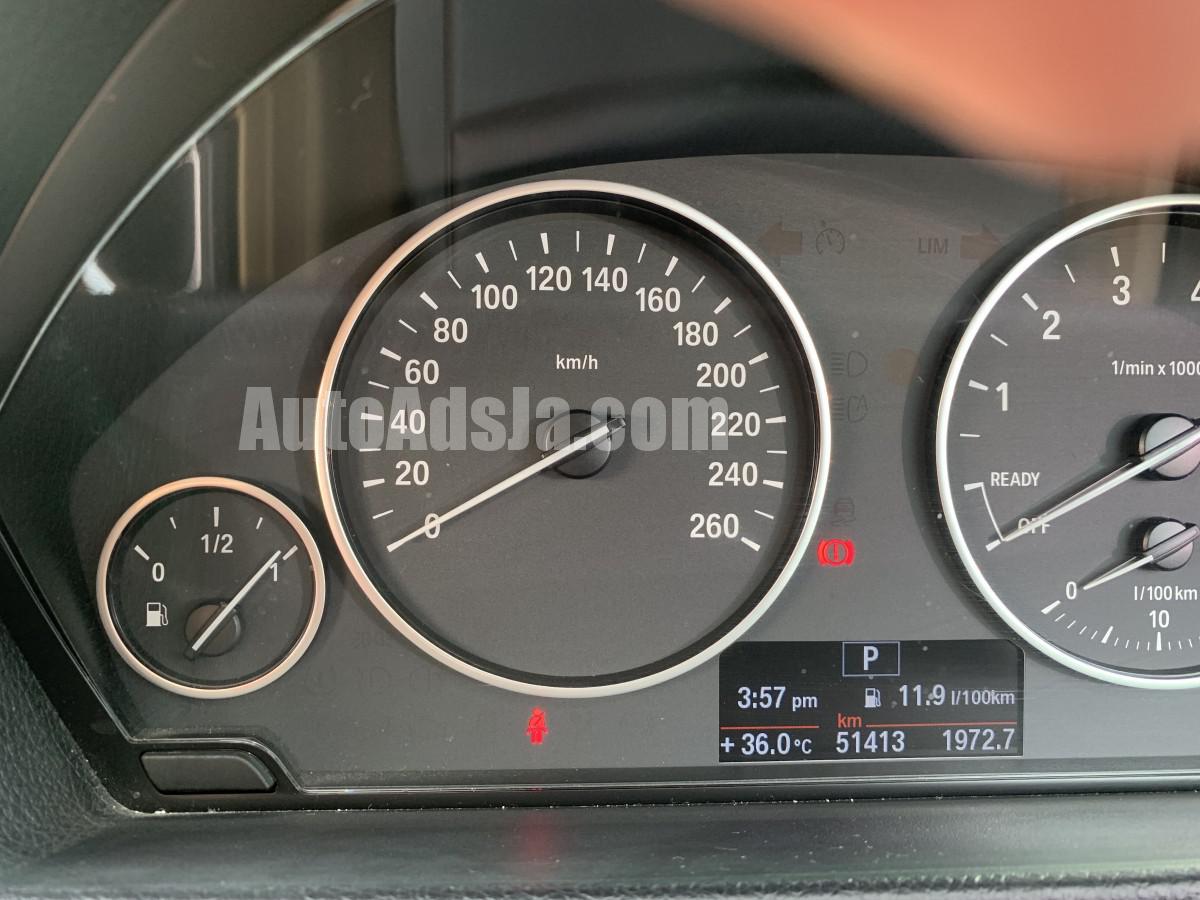 LIM
0
20
40
60
80
100
120
140
160
180
200
220
240
260
km/h
AutoAdsJa.com
0
1/2
1
1
2
3
4
1/min x 1000
READY
OFF
0
l/100km
10
P
3:57 pm
11.9 l/100km
km
+36.0°C 51413 1972.7